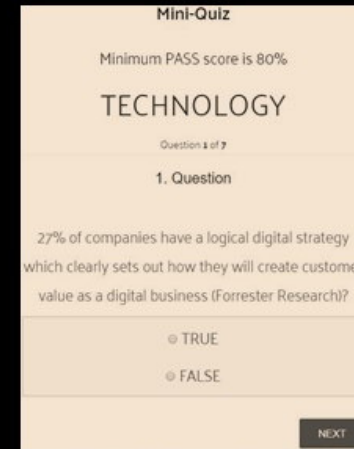 Mini-Quiz
Minimum PASS score is 80%
TECHNOLOGY
Question 1 of 7
1. Question
27% of companies have a logical digital strategy
which clearly sets out how they will create custome
value as a digital business (Forrester Research)?
TRUE
FALSE
NEXT